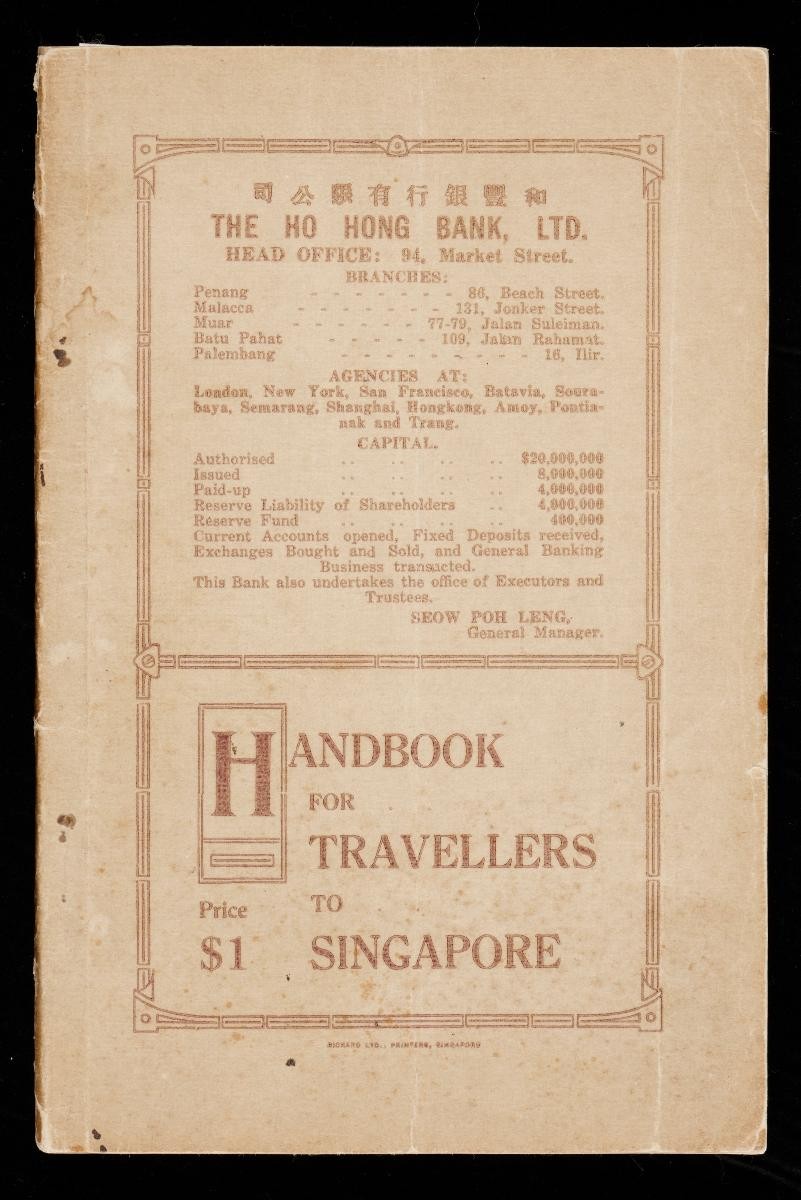 司公限有行銀豐和
THE HO HONG BANK, LTD.
HEAD OFFICE: 94, Market Street.
BRANCHES:
Penang - - - - - - - 86, Beach Street.
Malacca - - - - - - - 131, Jonker Street.
Muar - - - - - - 77-79, Jalan Suleiman.
Batu Pahat - - - - - 109, Jalan Rahamat.
Palembang - - - - - - - - - 16, Ilir.
AGENCIES AT:
London, New York, San Francisco, Batavia, Soura-
baya, Semarang, Shanghai, Hongkong, Amoy, Pontia-
nak and Trang.
CAPITAL.
Authorised .. .. .. .. $20,000,000
Issued .. .. .. .. 8,000,000
Paid-up .. .. .. .. 4,000,000
Reserve Liability of Shareholders .. 4,000,000
Reserve Fund .. .. .. .. 400,000
Current Accounts opened, Fixed Deposits received,
Exchanges Bought and Sold, and General Banking
Business transacted.
This Bank also undertakes the office of Executors and
Trustees.
SEOW POH LENG,
General Manager.
HANDBOOK
FOR
TRAVELLERS
TO
SINGAPORE
Price
$1
RICKARD LTD., PRINTERS, SINGAPORE